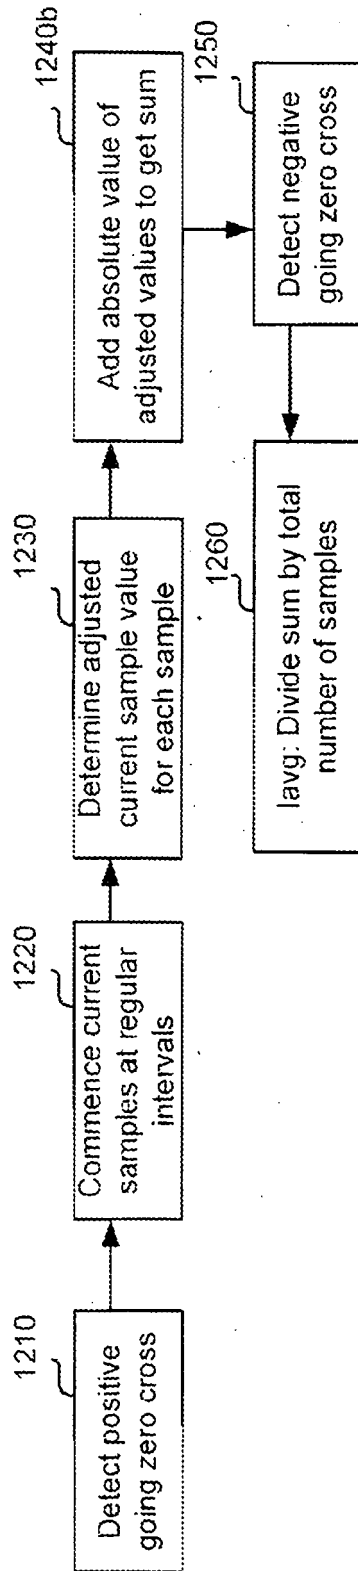 1210
Detect positive
going zero cross
1220
Commence current
samples at regular
intervals
1230
Determine adjusted
current sample value
for each sample
1240b
Add absolute value of
adjusted values to get sum
1250
Detect negative
going zero cross
1260
Iavg: Divide sum by total
number of samples